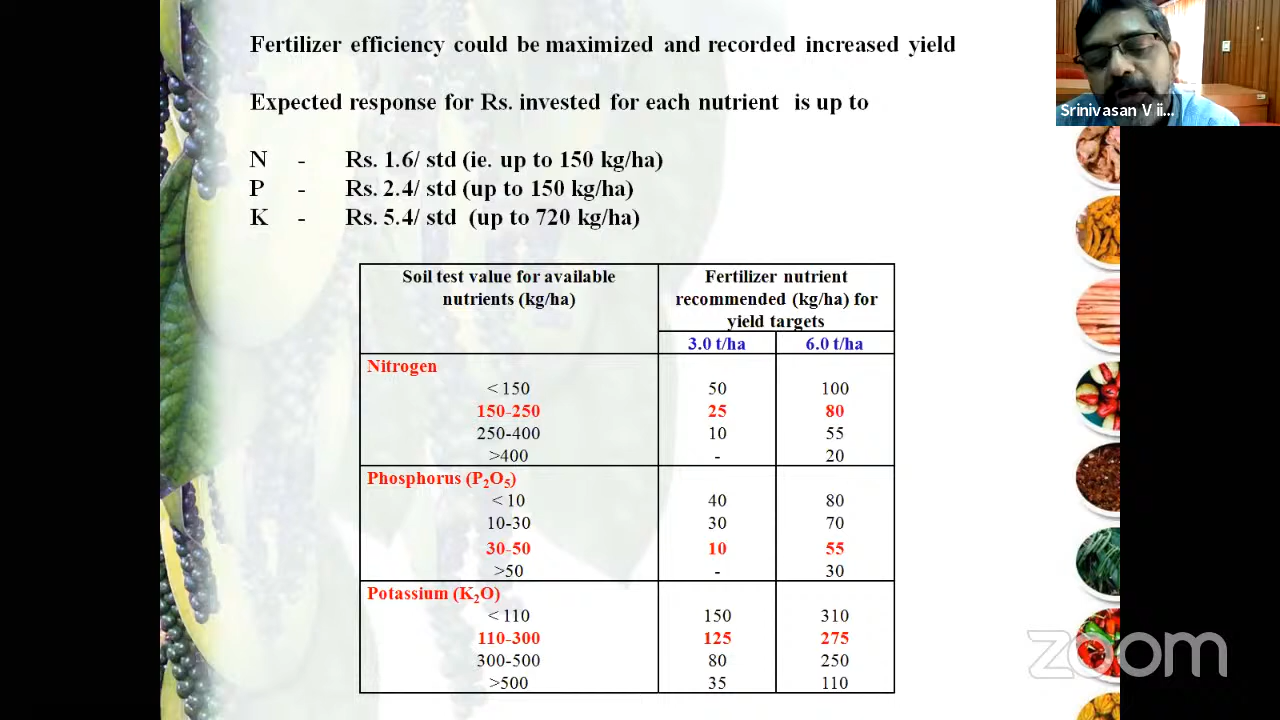 Fertilizer efficiency could be maximized and recorded increased yield
Expected response for Rs. invested for each nutrient is up to
N - Rs. 1.6/ std (ie. up to 150 kg/ha)
P - Rs. 2.4/ std (up to 150 kg/ha)
K - Rs. 5.4/ std (up to 720 kg/ha)
Srinivasan V ii...
Soil test value for available
nutrients (kg/ha)
Fertilizer nutrient
recommended (kg/ha) for
yield targets
3.0 t/ha 6.0 t/ha
Nitrogen
< 150 50 100
150-250 25 80
250-400 10 55
>400 - 20
Phosphorus (P₂O₅)
< 10 40 80
10-30 30 70
30-50 10 55
>50 - 30
Potassium (K₂O)
< 110 150 310
110-300 125 275
300-500 80 250
>500 35 110
zoom